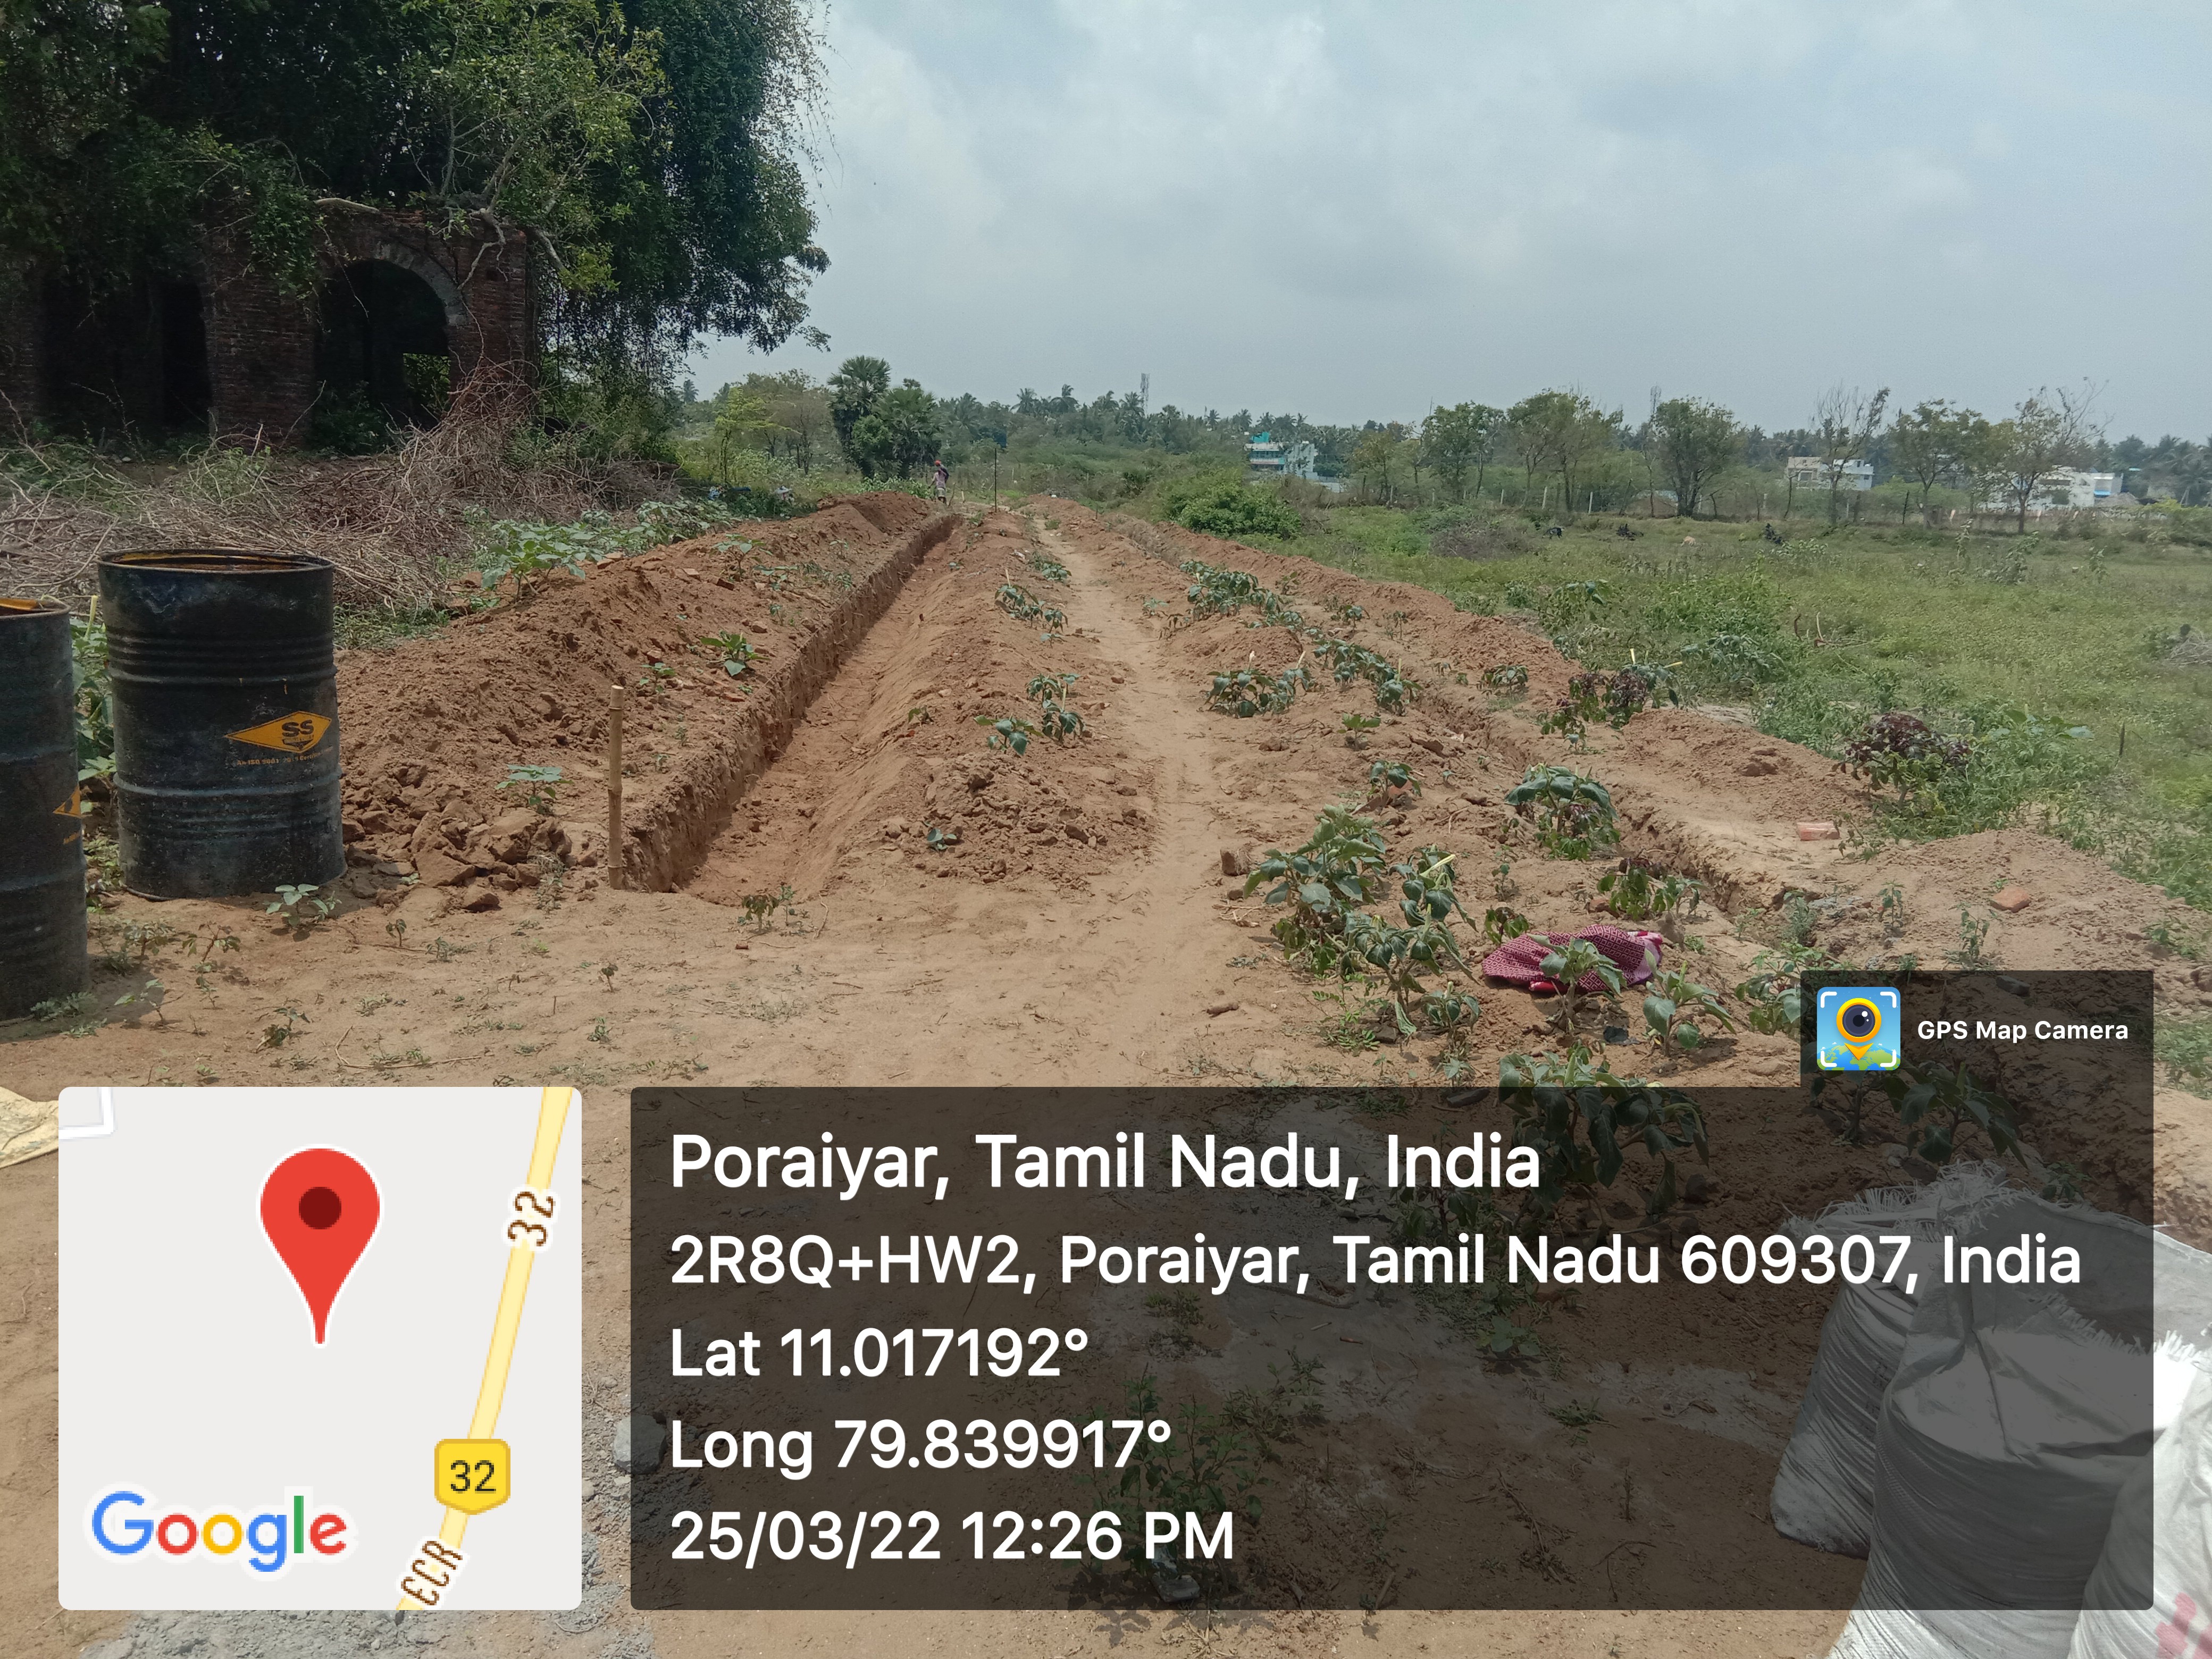 SS
GPS Map Camera
Poraiyar, Tamil Nadu, India
2R8Q+HW2, Poraiyar, Tamil Nadu 609307, India
Lat 11.017192°
Long 79.839917°
25/03/22 12:26 PM
32
32
ECR
Google